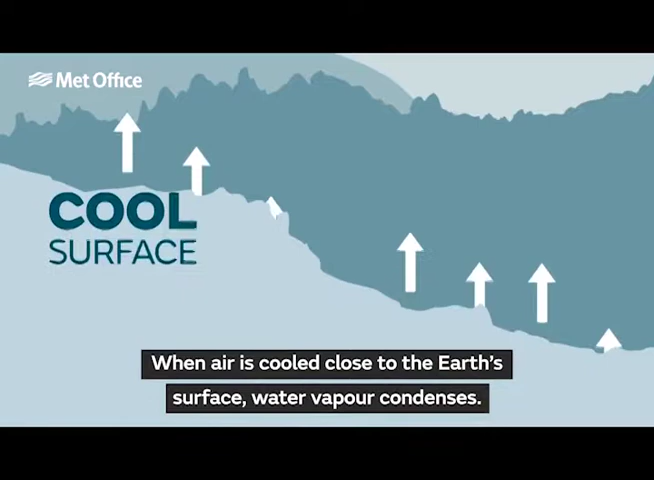 Met Office
COOL
SURFACE
When air is cooled close to the Earth's
surface, water vapour condenses.